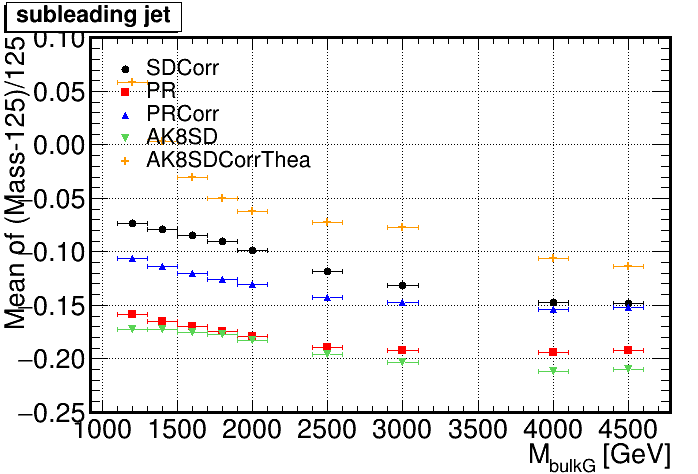 subleading jet
Mean of (Mass-125)/125
0.10
0.05
0.00
−0.05
−0.10
−0.15
−0.20
−0.25
SDCorr
PR
PRCorr
AK8SD
AK8SDCorrThea
1000 1500 2000 2500 3000 3500 4000 4500
M_bulkG [GeV]